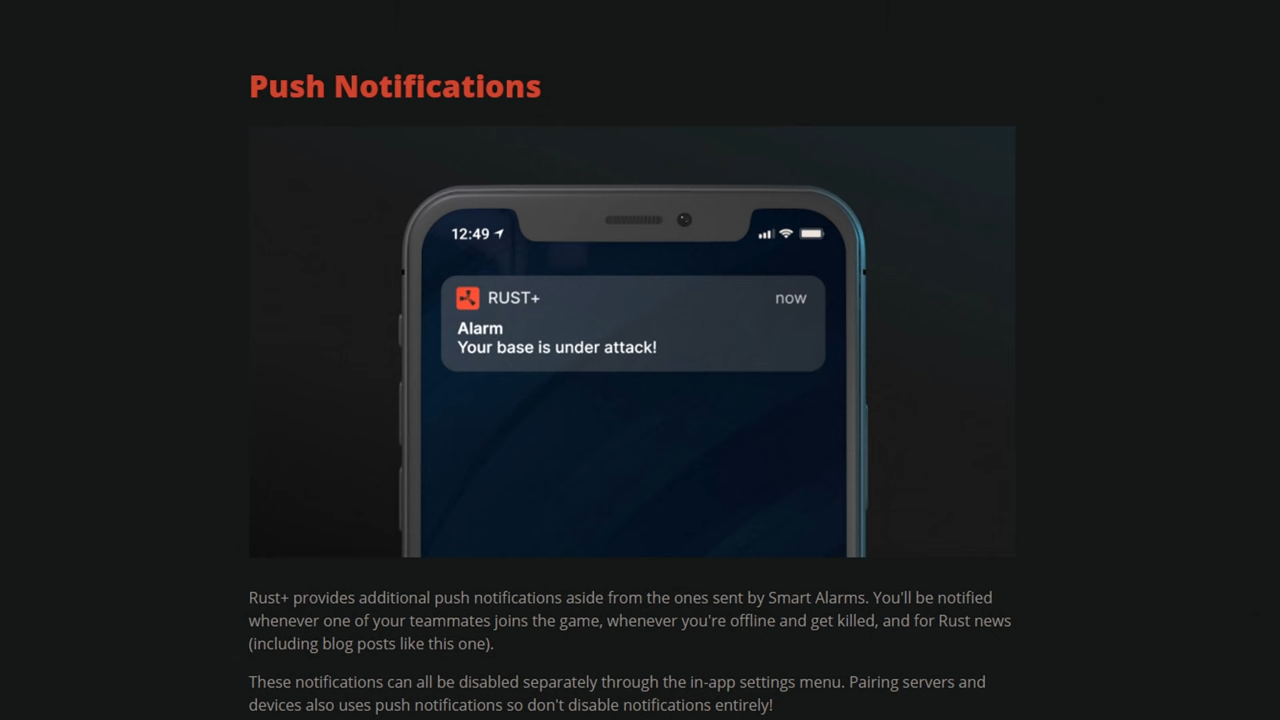 Push Notifications
12:49
RUST+ now
Alarm
Your base is under attack!
Rust+ provides additional push notifications aside from the ones sent by Smart Alarms. You'll be notified
whenever one of your teammates joins the game, whenever you're offline and get killed, and for Rust news
(including blog posts like this one).
These notifications can all be disabled separately through the in-app settings menu. Pairing servers and
devices also uses push notifications so don't disable notifications entirely!